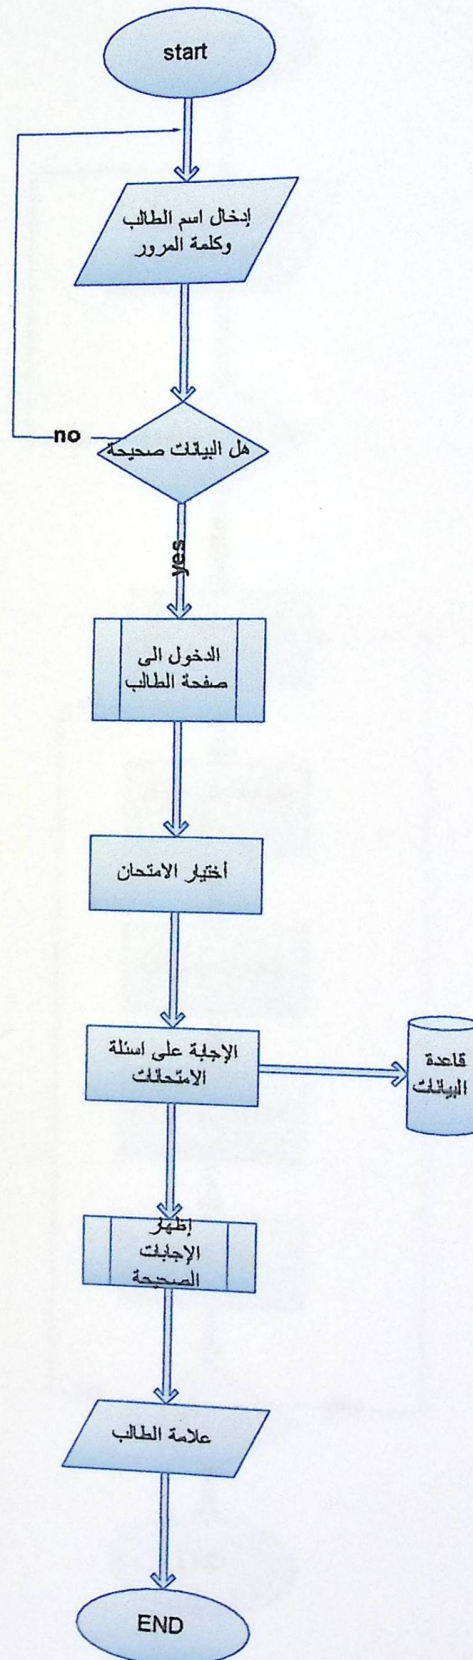 start
إدخال اسم الطالب
وكلمة المرور
هل البيانات صحيحة
no
yes
الدخول الى
صفحة الطالب
أختيار الامتحان
الإجابة على اسئلة
الامتحانات
قاعدة
البيانات
إظهار
الإجابات
الصحيحة
علامة الطالب
END